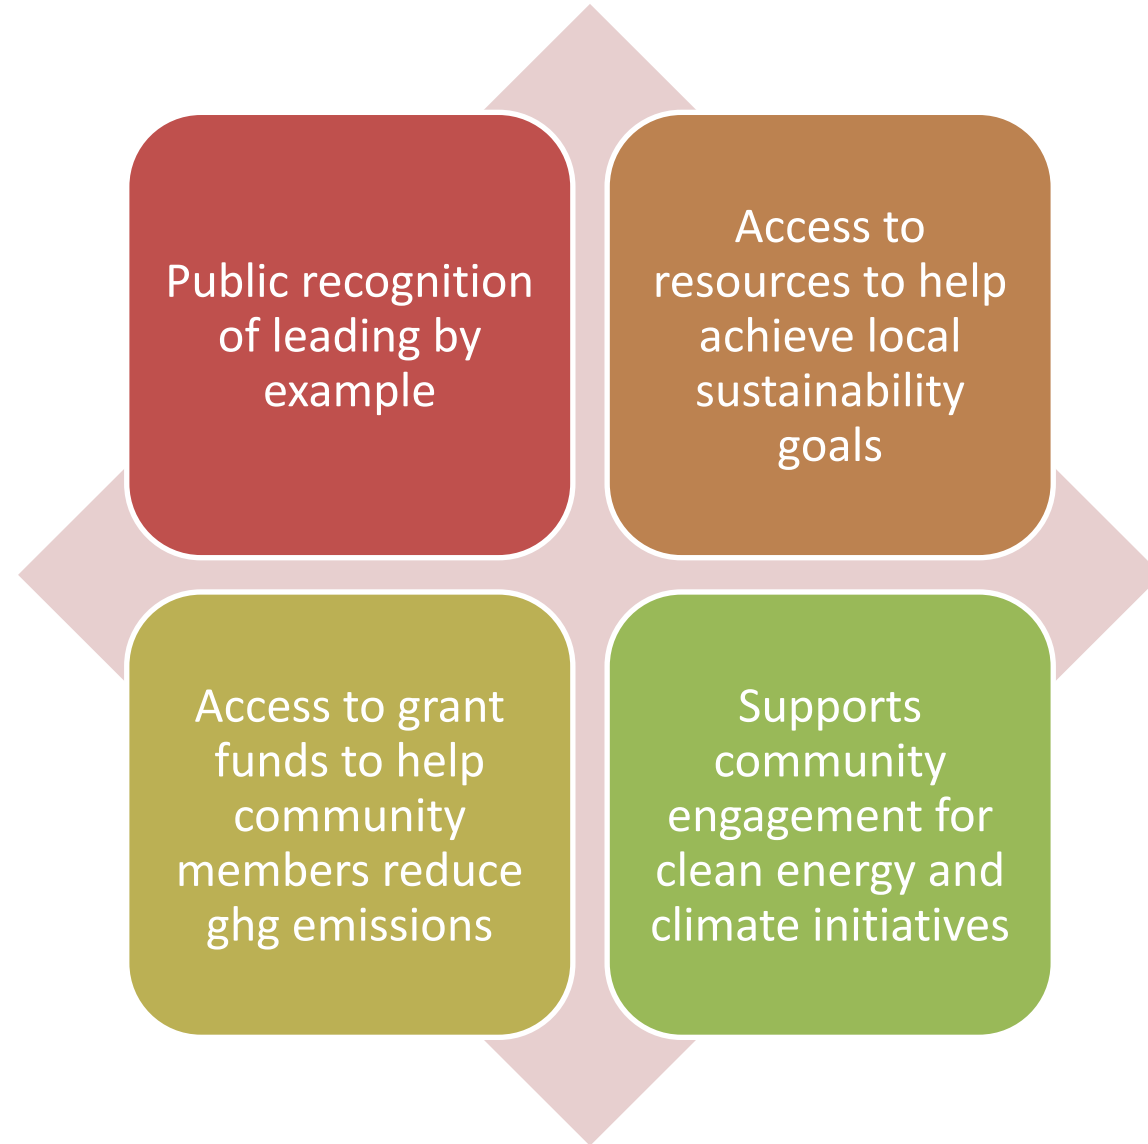 Public recognition
of leading by
example
Access to
resources to help
achieve local
sustainability
goals
Access to grant
funds to help
community
members reduce
ghg emissions
Supports
community
engagement for
clean energy and
climate initiatives